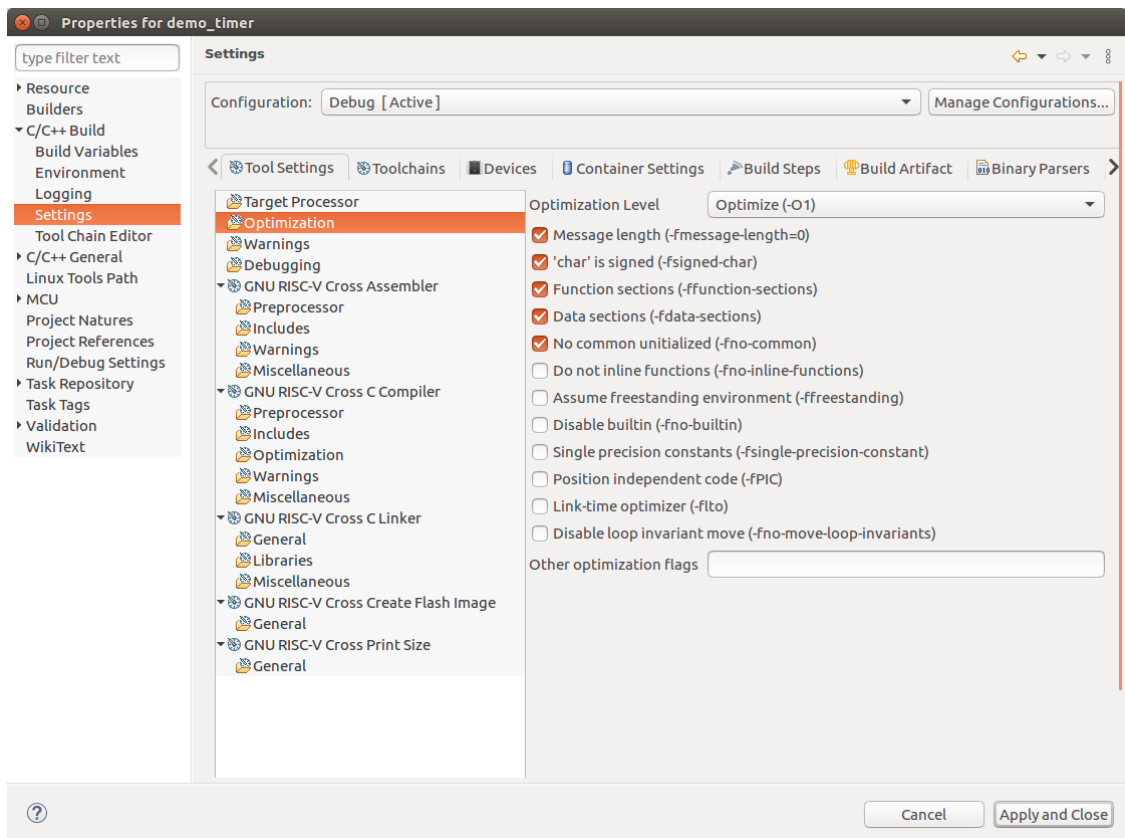 Properties for demo_timer
type filter text
Resource
Builders
C/C++ Build
Build Variables
Environment
Logging
Settings
Tool Chain Editor
C/C++ General
Linux Tools Path
MCU
Project Natures
Project References
Run/Debug Settings
Task Repository
Task Tags
Validation
WikiText
Settings
Configuration: Debug [Active] Manage Configurations...
Tool Settings Toolchains Devices Container Settings Build Steps Build Artifact Binary Parsers
Target Processor
Optimization
Warnings
Debugging
GNU RISC-V Cross Assembler
Preprocessor
Includes
Warnings
Miscellaneous
GNU RISC-V Cross C Compiler
Preprocessor
Includes
Optimization
Warnings
Miscellaneous
GNU RISC-V Cross C Linker
General
Libraries
Miscellaneous
GNU RISC-V Cross Create Flash Image
General
GNU RISC-V Cross Print Size
General
Optimization Level Optimize (-O1)
Message length (-fmessage-length=0)
'char' is signed (-fsigned-char)
Function sections (-ffunction-sections)
Data sections (-fdata-sections)
No common unitialized (-fno-common)
Do not inline functions (-fno-inline-functions)
Assume freestanding environment (-ffreestanding)
Disable builtin (-fno-builtin)
Single precision constants (-fsingle-precision-constant)
Position independent code (-fPIC)
Link-time optimizer (-flto)
Disable loop invariant move (-fno-move-loop-invariants)
Other optimization flags
? Cancel Apply and Close